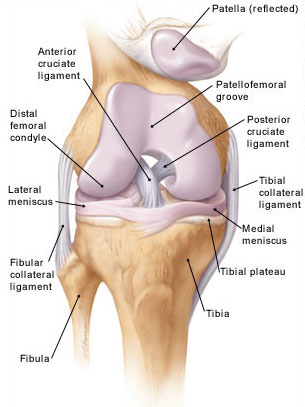 Patella (reflected)
Anterior
cruciate
ligament
Patellofemoral
groove
Posterior
cruciate
ligament
Distal
femoral
condyle
Tibial
collateral
ligament
Lateral
meniscus
Medial
meniscus
Fibular
collateral
ligament
Tibial plateau
Tibia
Fibula